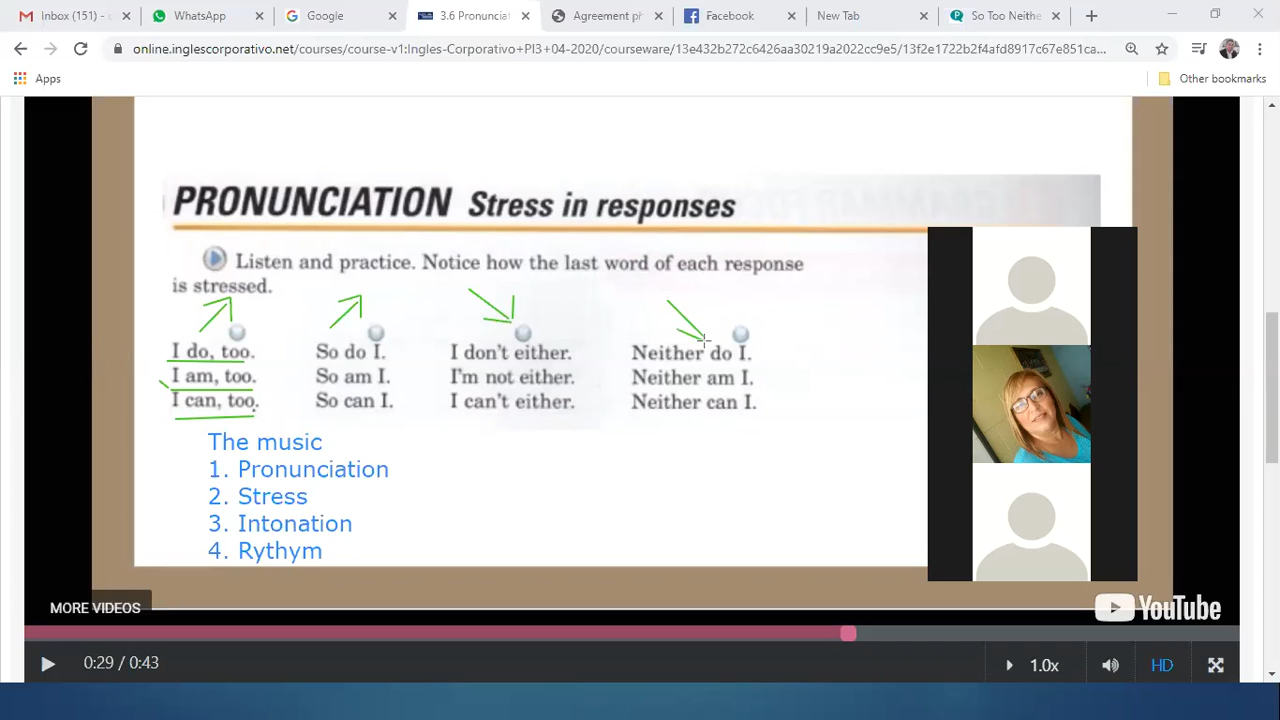 Inbox (151) - c
WhatsApp
Google
3.6 Pronunciat
Agreement ph
Facebook
New Tab
So Too Neithe
online.inglescorporativo.net/courses/course-v1:Ingles-Corporativo+PI3+04-2020/courseware/13e432b272c6426aa30219a2022cc9e5/13f2e1722b2f4afd8917c67e851ca...
Apps
Other bookmarks
PRONUNCIATION Stress in responses
Listen and practice. Notice how the last word of each response
is stressed.
I do, too. So do I. I don't either. Neither do I.
I am, too. So am I. I'm not either. Neither am I.
I can, too. So can I. I can't either. Neither can I.
The music
1. Pronunciation
2. Stress
3. Intonation
4. Rythym
MORE VIDEOS
YouTube
0:29 / 0:43
1.0x
HD